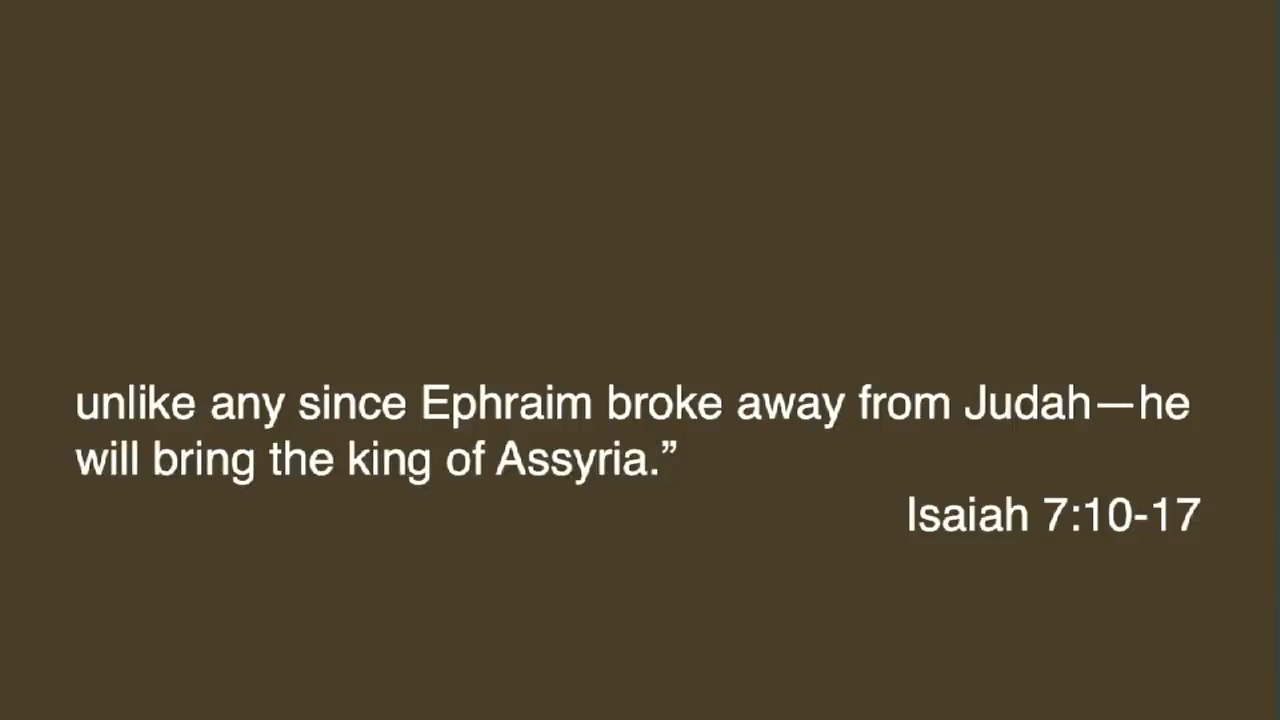 unlike any since Ephraim broke away from Judah—he
will bring the king of Assyria.”
Isaiah 7:10-17